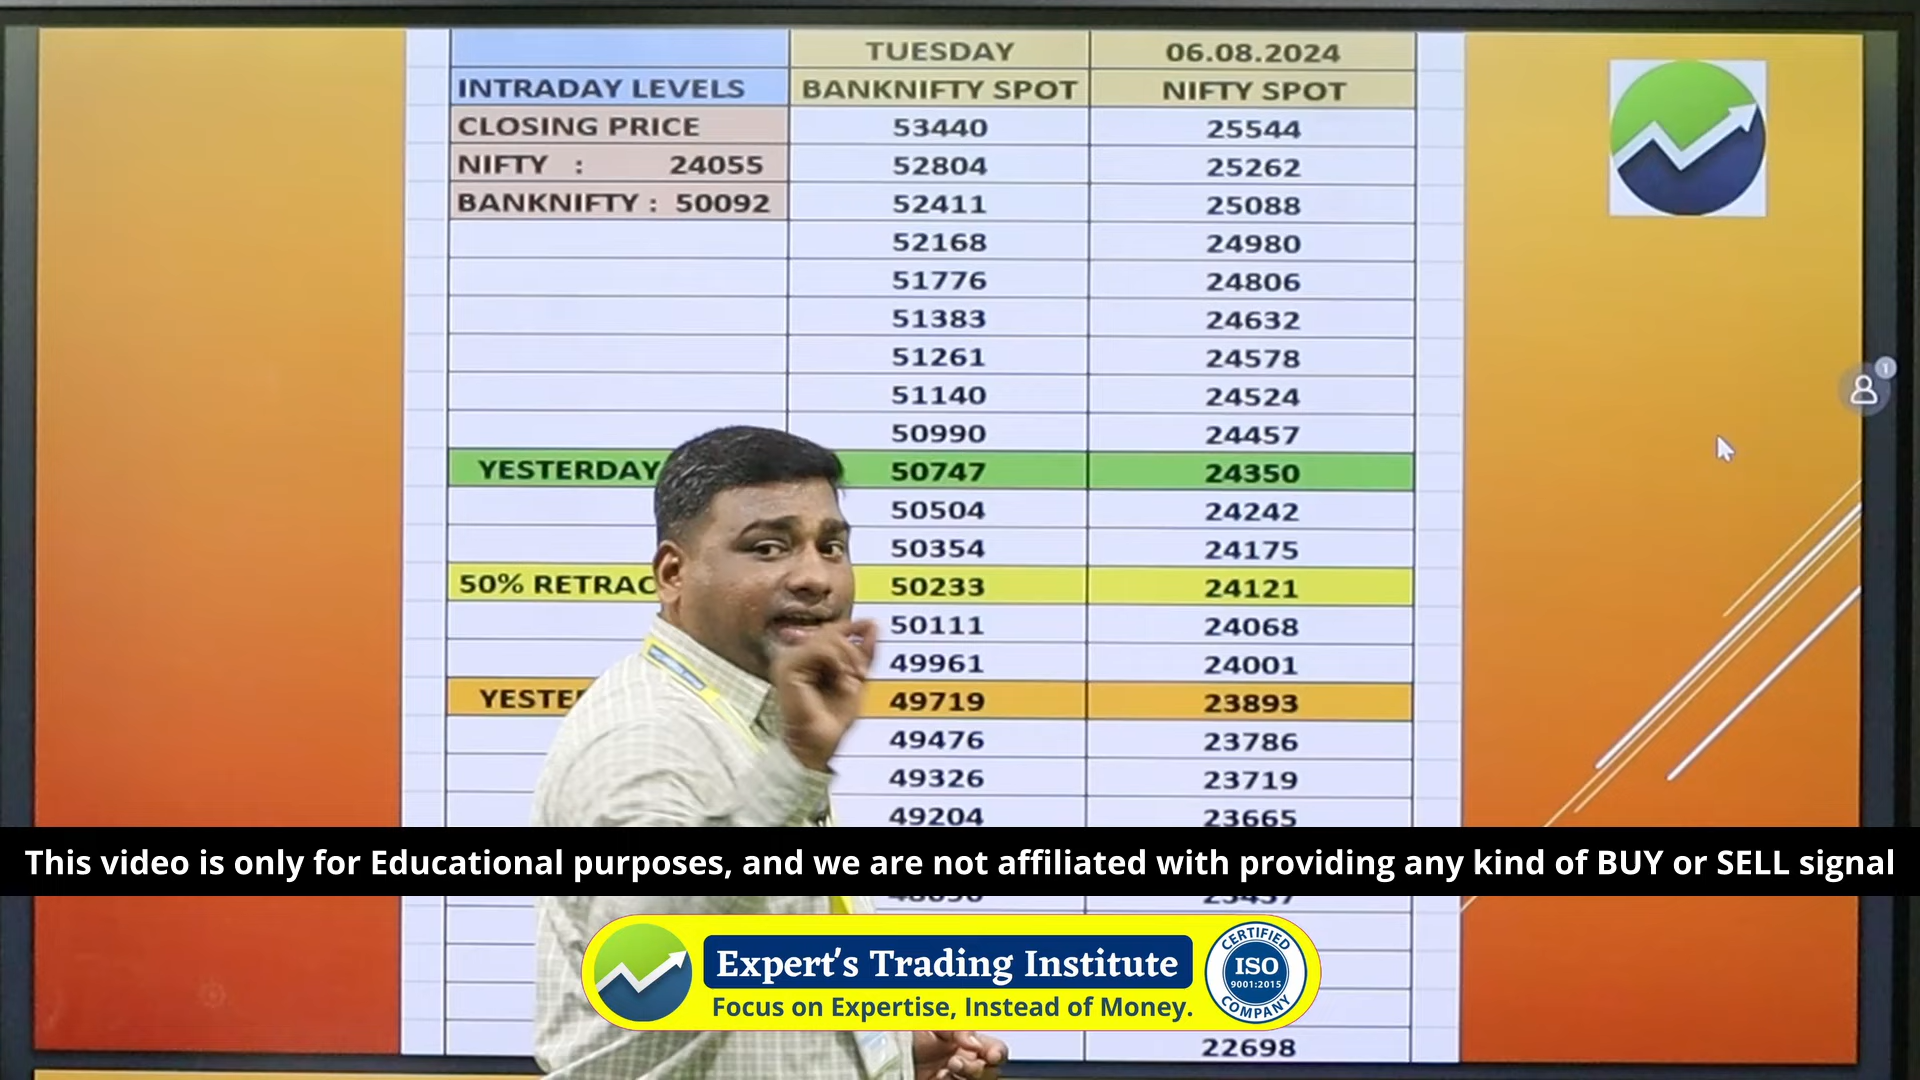 TUESDAY 06.08.2024
INTRADAY LEVELS BANKNIFTY SPOT NIFTY SPOT
CLOSING PRICE 53440 25544
NIFTY : 24055 52804 25262
BANKNIFTY : 50092 52411 25088
52168 24980
51776 24806
51383 24632
51261 24578
51140 24524
50990 24457
YESTERDAY 50747 24350
50504 24242
50354 24175
50% RETRAC 50233 24121
50111 24068
49961 24001
YESTE 49719 23893
49476 23786
49326 23719
49204 23665
This video is only for Educational purposes, and we are not affiliated with providing any kind of BUY or SELL signal
Expert's Trading Institute
Focus on Expertise, Instead of Money.
CERTIFIED
ISO
9001:2015
COMPANY
22698
1